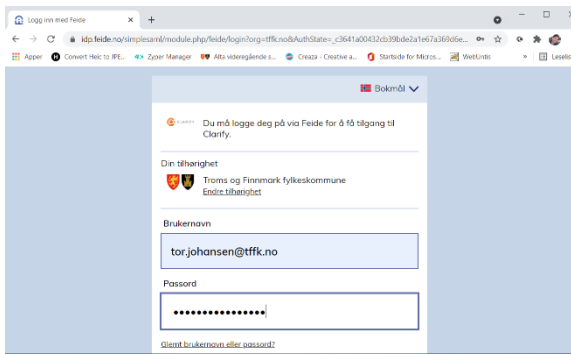 Logg inn med Feide
idp.feide.no/simplesaml/module.php/feide/login?org=tffk.no&AuthState=_c3641a00432cb39bde2a1e67a369d6e...
Apper
Convert Heic to JPE...
Zyper Manager
Alta videregående s...
Creaza - Creative a...
Startside for Micros...
WebUntis
»
Leselis
Bokmål
CLARIFY
Du må logge deg på via Feide for å få tilgang til
Clarify.
Din tilhørighet
Troms og Finnmark fylkeskommune
Endre tilhørighet
Brukernavn
tor.johansen@tffk.no
Passord
••••••••••••••••
Glemt brukernavn eller passord?